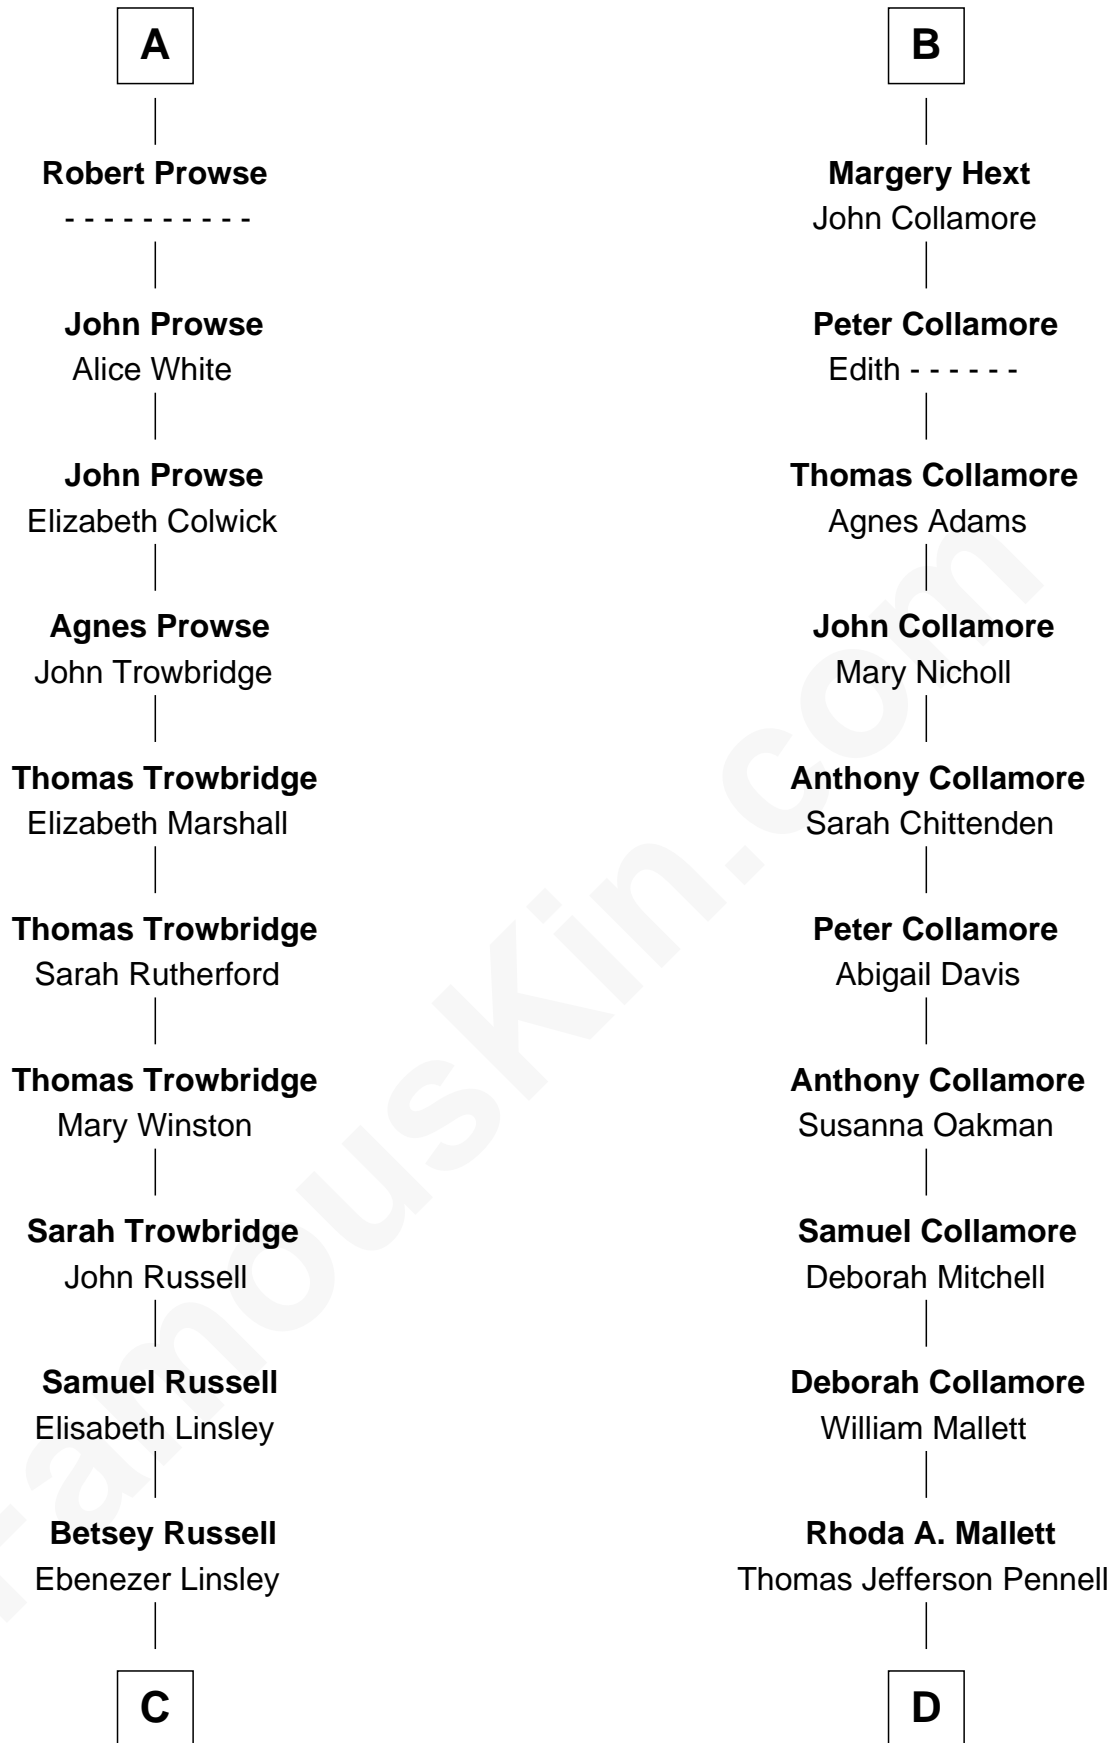 A
Robert Prowse
- - - - - - - - - -
John Prowse
Alice White
John Prowse
Elizabeth Colwick
Agnes Prowse
John Trowbridge
Thomas Trowbridge
Elizabeth Marshall
Thomas Trowbridge
Sarah Rutherford
Thomas Trowbridge
Mary Winston
Sarah Trowbridge
John Russell
Samuel Russell
Elisabeth Linsley
Betsey Russell
Ebenezer Linsley
C
B
Margery Hext
John Collamore
Peter Collamore
Edith - - - - - -
Thomas Collamore
Agnes Adams
John Collamore
Mary Nicholl
Anthony Collamore
Sarah Chittenden
Peter Collamore
Abigail Davis
Anthony Collamore
Susanna Oakman
Samuel Collamore
Deborah Mitchell
Deborah Collamore
William Mallett
Rhoda A. Mallett
Thomas Jefferson Pennell
D
FamousKin.com